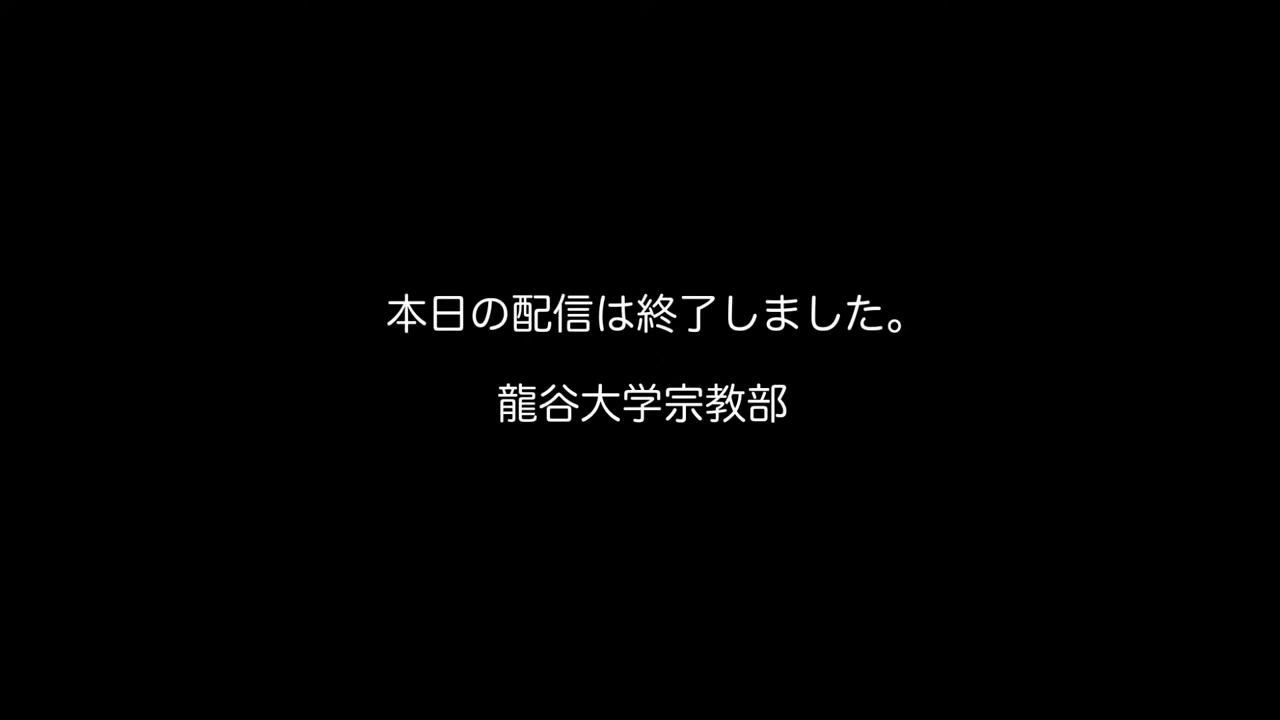 本日の配信は終了しました。
龍谷大学宗教部